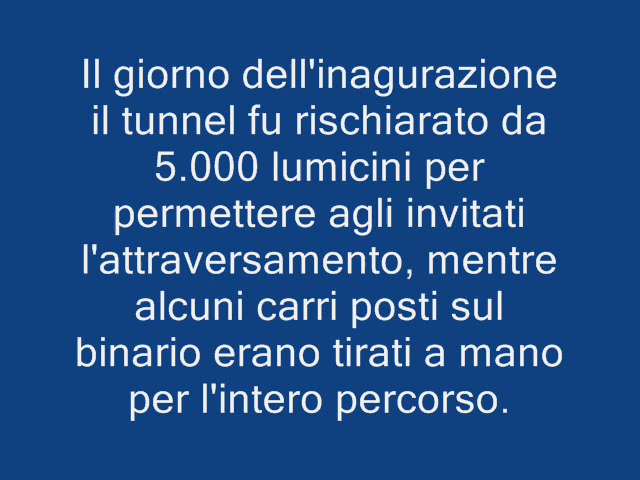 Il giorno dell'inagurazione
il tunnel fu rischiarato da
5.000 lumicini per
permettere agli invitati
l'attraversamento, mentre
alcuni carri posti sul
binario erano tirati a mano
per l'intero percorso.